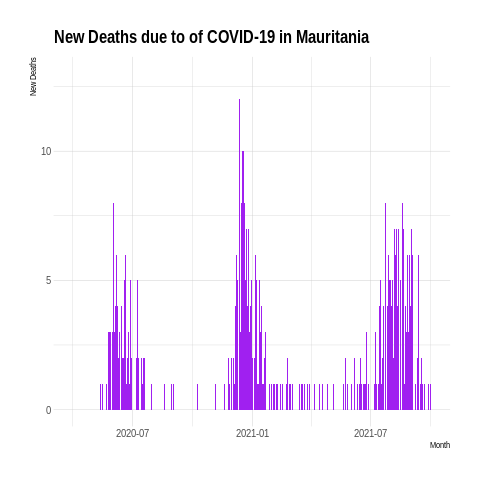 New Deaths due to of COVID-19 in Mauritania
New Deaths
10
5
0
2020-07
2021-01
2021-07
Month